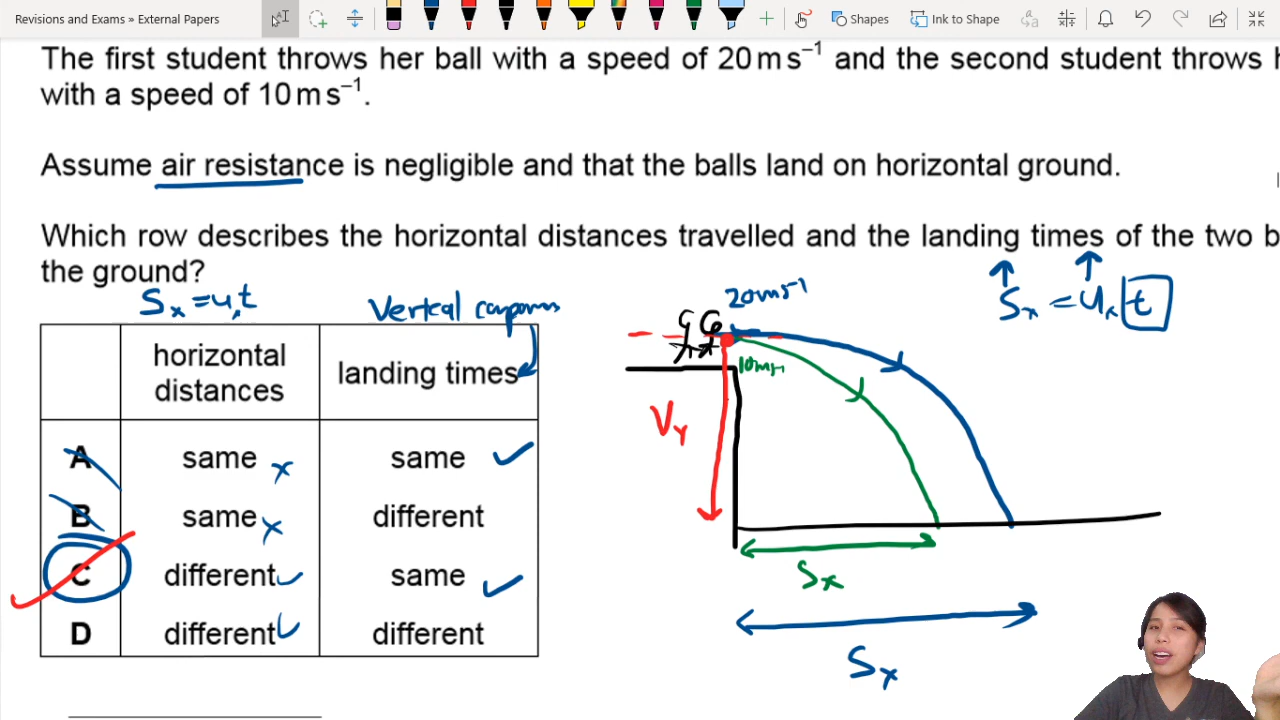 Revisions and Exams » External Papers
Shapes
Ink to Shape
The first student throws her ball with a speed of 20 m s⁻¹ and the second student throws h
with a speed of 10 m s⁻¹.
Assume air resistance is negligible and that the balls land on horizontal ground.
Which row describes the horizontal distances travelled and the landing times of the two b
the ground?
Sx = uxt
Vertical
20ms-1
Sx = ux t
horizontal distances
landing times
10ms-1
Vy
A same x same ✓
B same x different
C different ✓ same ✓
D different ✓ different
Sx
Sx